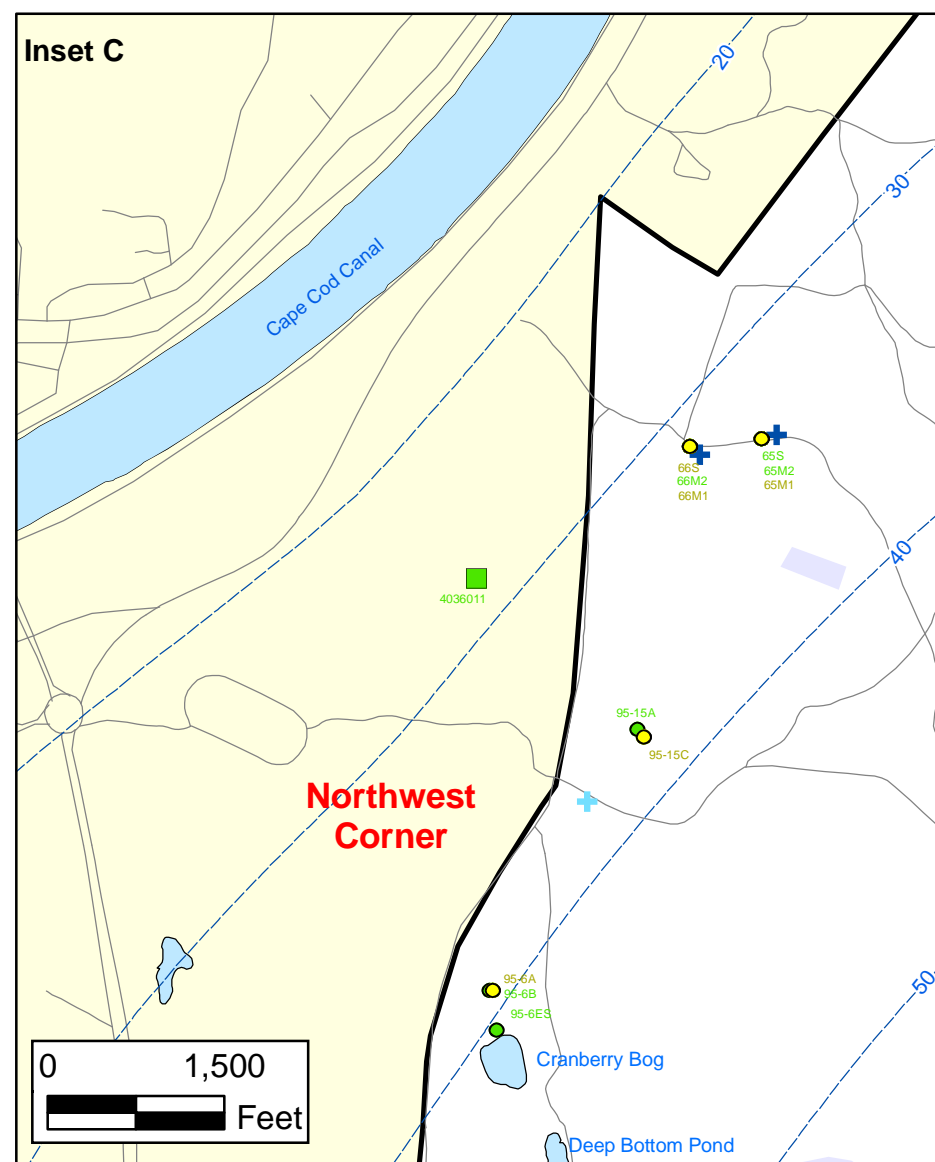 Inset C
20
30
Cape Cod Canal
66S
66M2
66M1
65S
65M2
65M1
40
4036011
95-15A
95-15C
Northwest
Corner
95-6A
95-6B
95-6ES
50
Cranberry Bog
Deep Bottom Pond
0 1,500
Feet